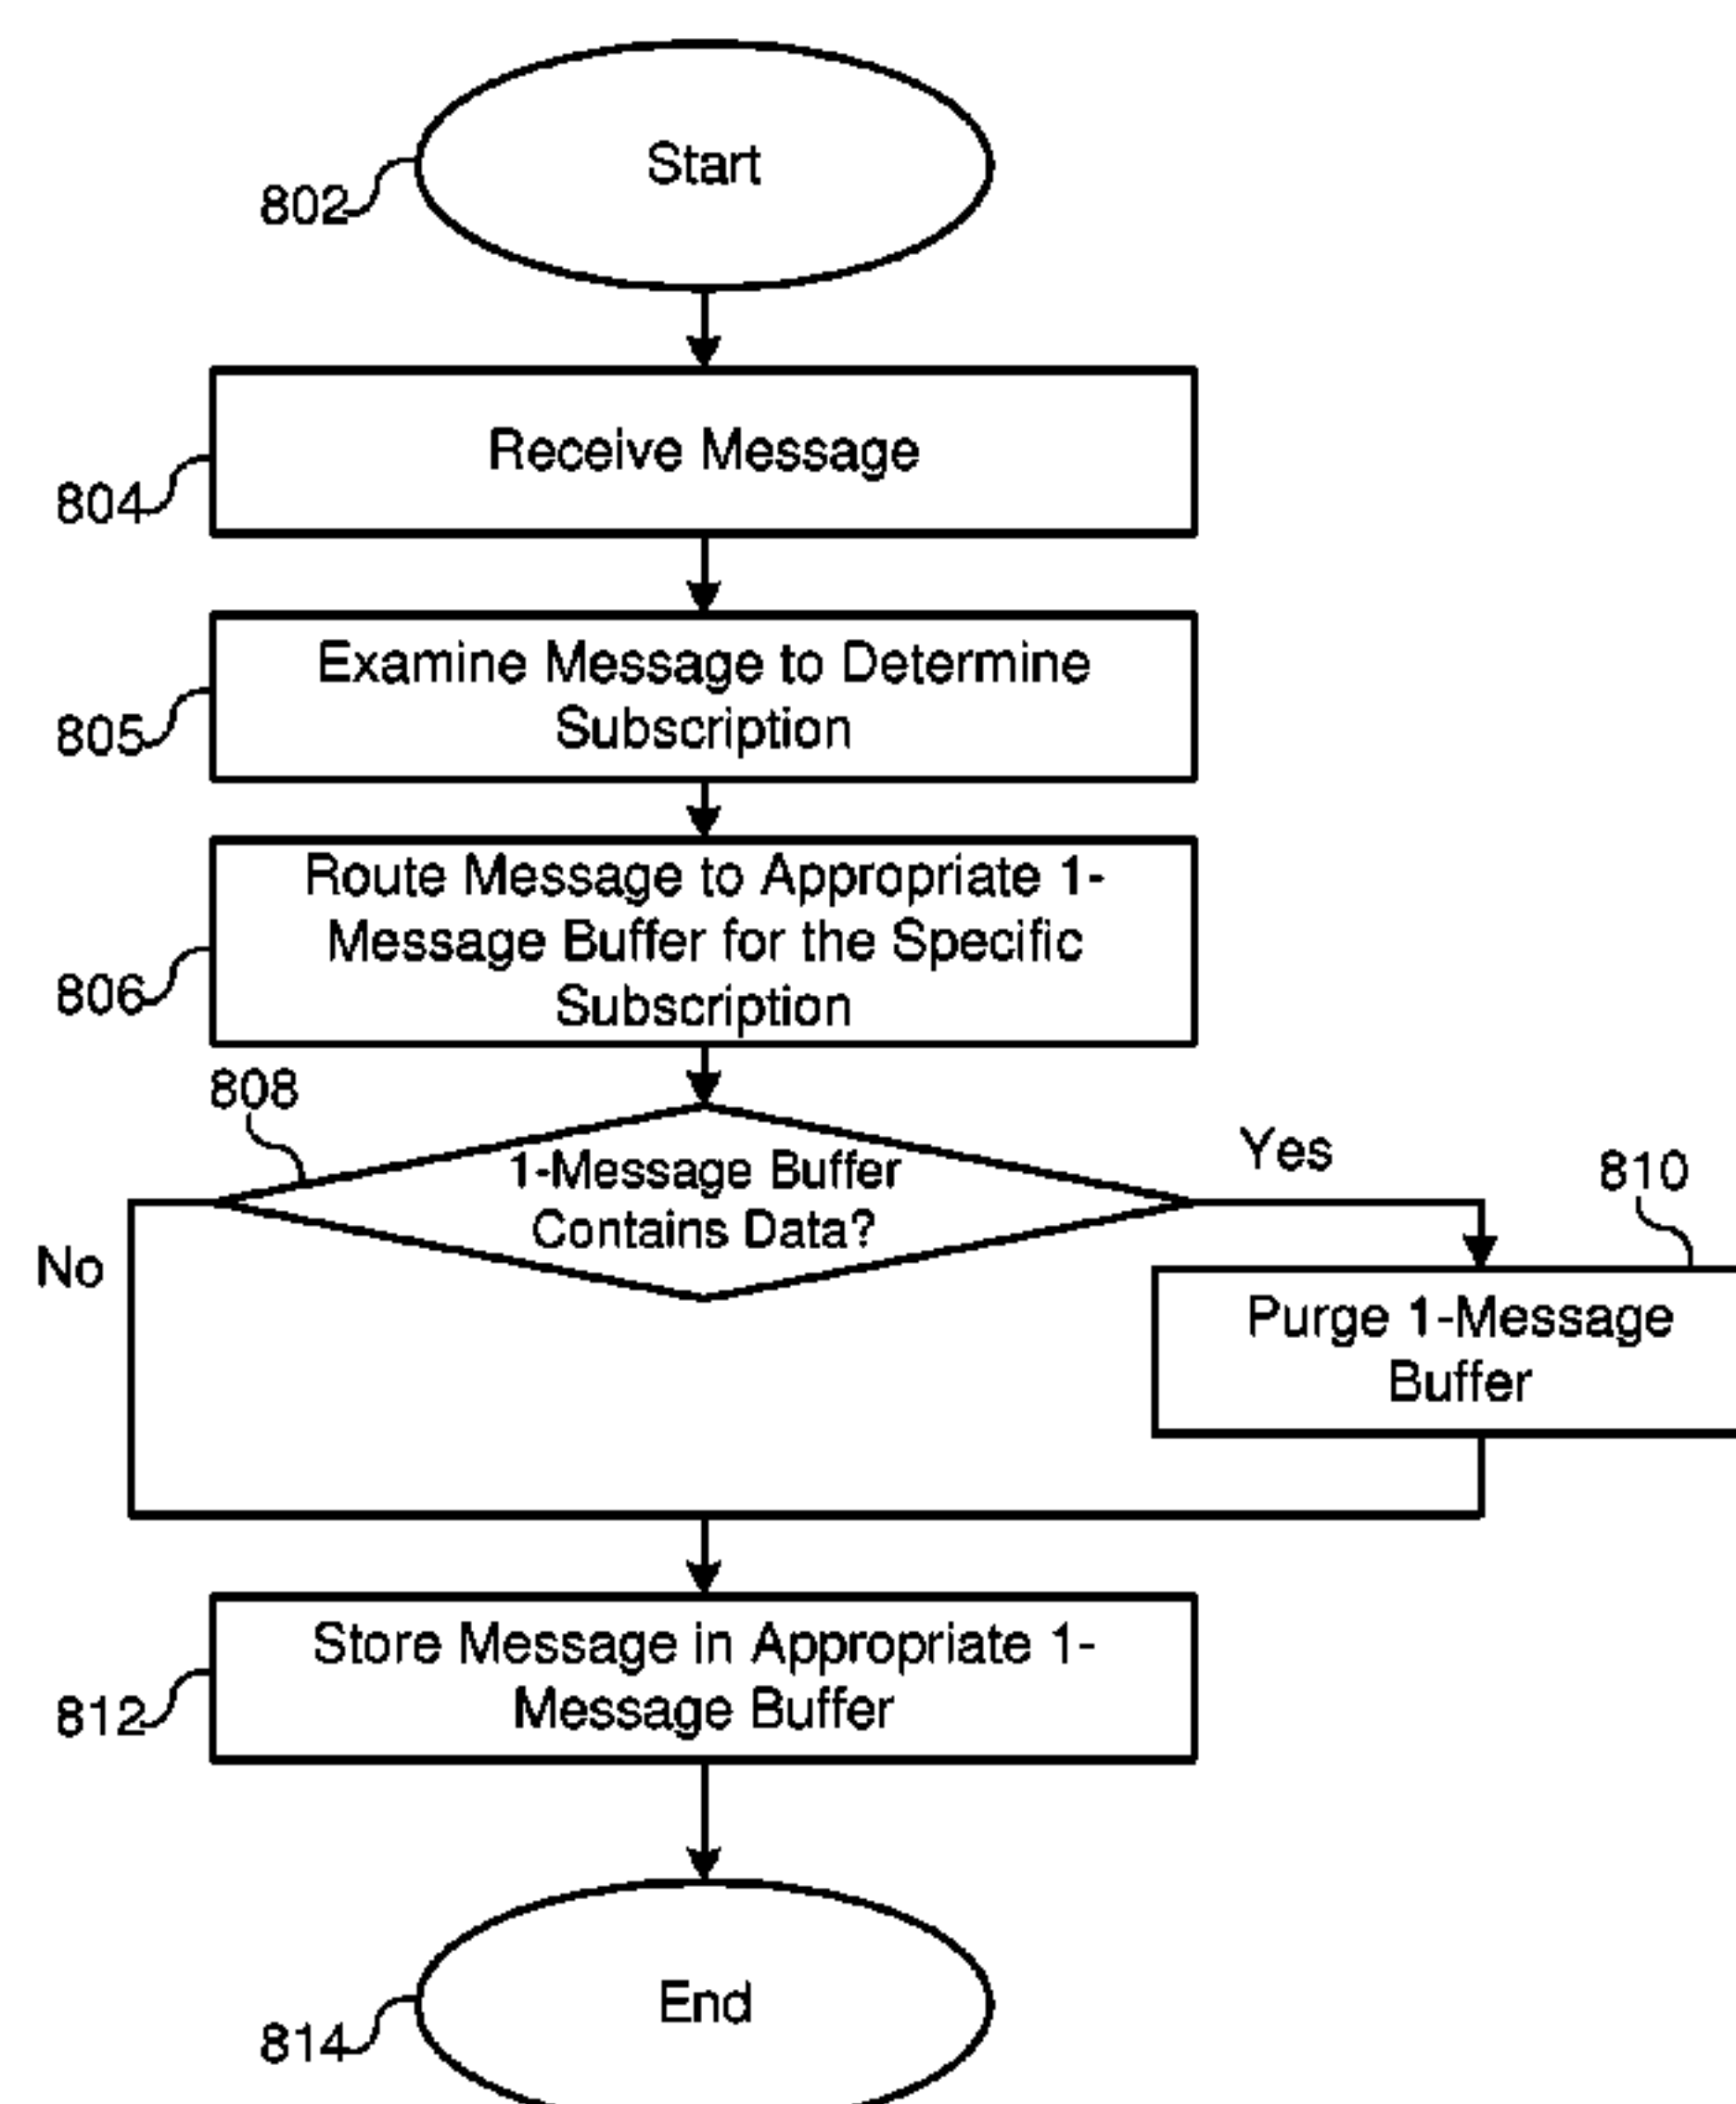 Start
802
Receive Message
804
Examine Message to Determine
Subscription
805
Route Message to Appropriate 1-
Message Buffer for the Specific
Subscription
806
808
1-Message Buffer
Contains Data?
Yes
810
No
Purge 1-Message
Buffer
Store Message in Appropriate 1-
Message Buffer
812
End
814